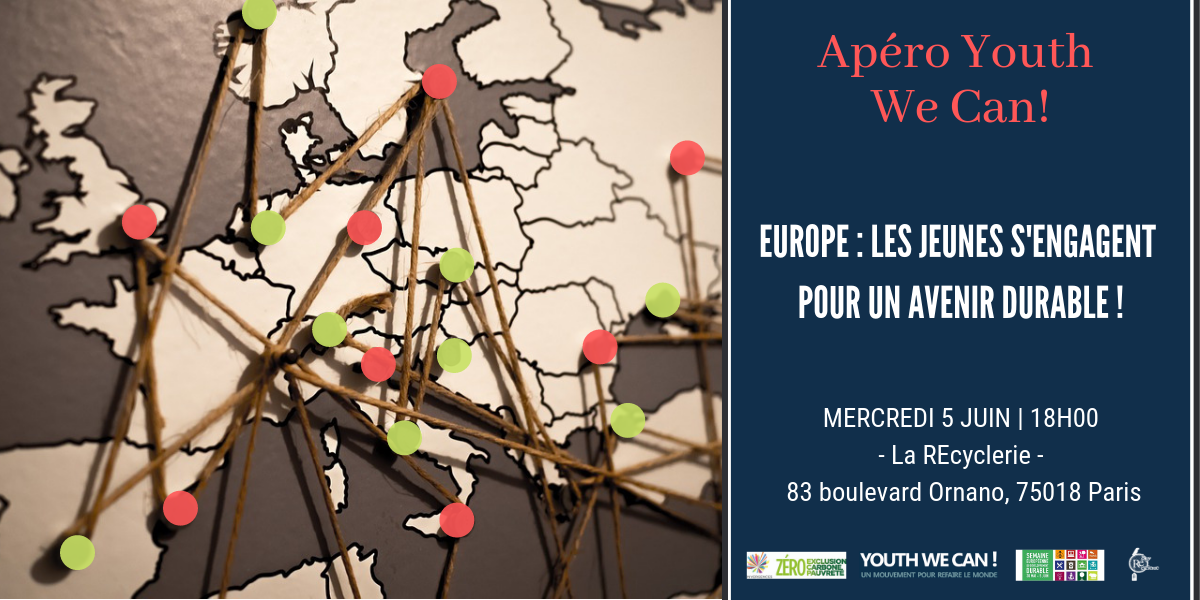 Apéro Youth
We Can!
EUROPE : LES JEUNES S'ENGAGENT
POUR UN AVENIR DURABLE !
MERCREDI 5 JUIN | 18H00
- La REcyclerie -
83 boulevard Ornano, 75018 Paris
ZÉRO EXCLUSION
CARBONE
PAUVRETÉ
YOUTH WE CAN !
UN MOUVEMENT POUR REFAIRE LE MONDE
SEMAINE
EUROPÉENNE
DURABLE